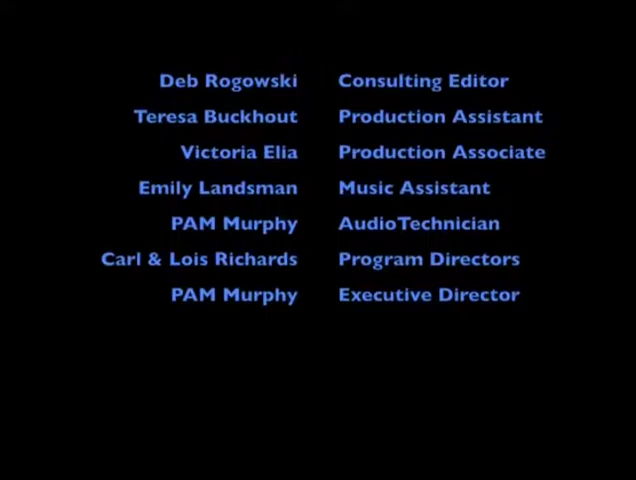 Deb Rogowski Consulting Editor
Teresa Buckhout Production Assistant
Victoria Elia Production Associate
Emily Landsman Music Assistant
PAM Murphy AudioTechnician
Carl & Lois Richards Program Directors
PAM Murphy Executive Director